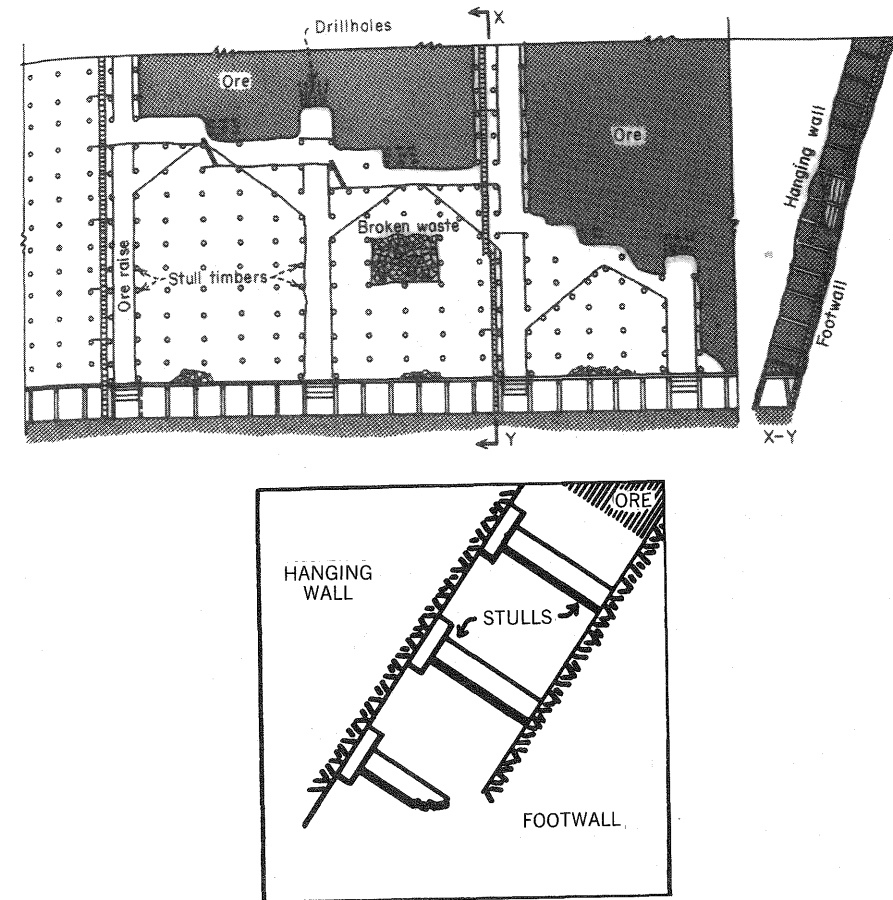 X
Drillholes
Ore
Ore
Hanging wall
Broken waste
Ore raise
Stull timbers
Footwall
Y
X-Y
ORE
HANGING
WALL
STULLS
FOOTWALL